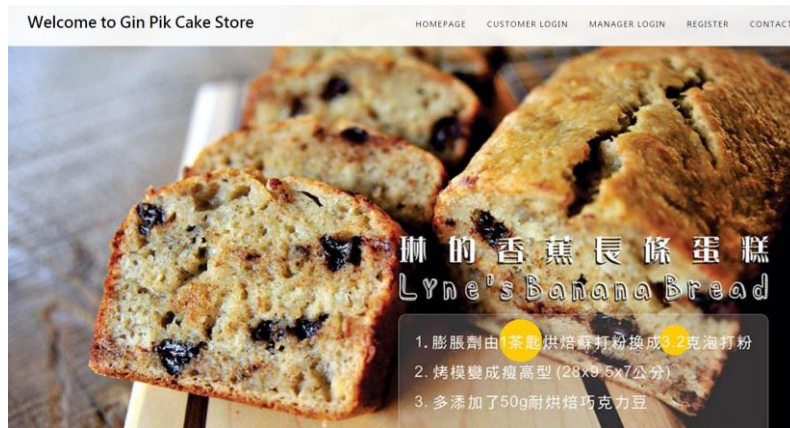 Welcome to Gin Pik Cake Store
HOMEPAGE CUSTOMER LOGIN MANAGER LOGIN REGISTER CONTACT
琳的香蕉長條蛋糕
Lyne's Banana Bread
1. 膨脹劑由1茶匙烘焙蘇打粉換成3.2克泡打粉
2. 烤模變成瘦高型 (28x9.5x7公分)
3. 多添加了50g耐烘焙巧克力豆